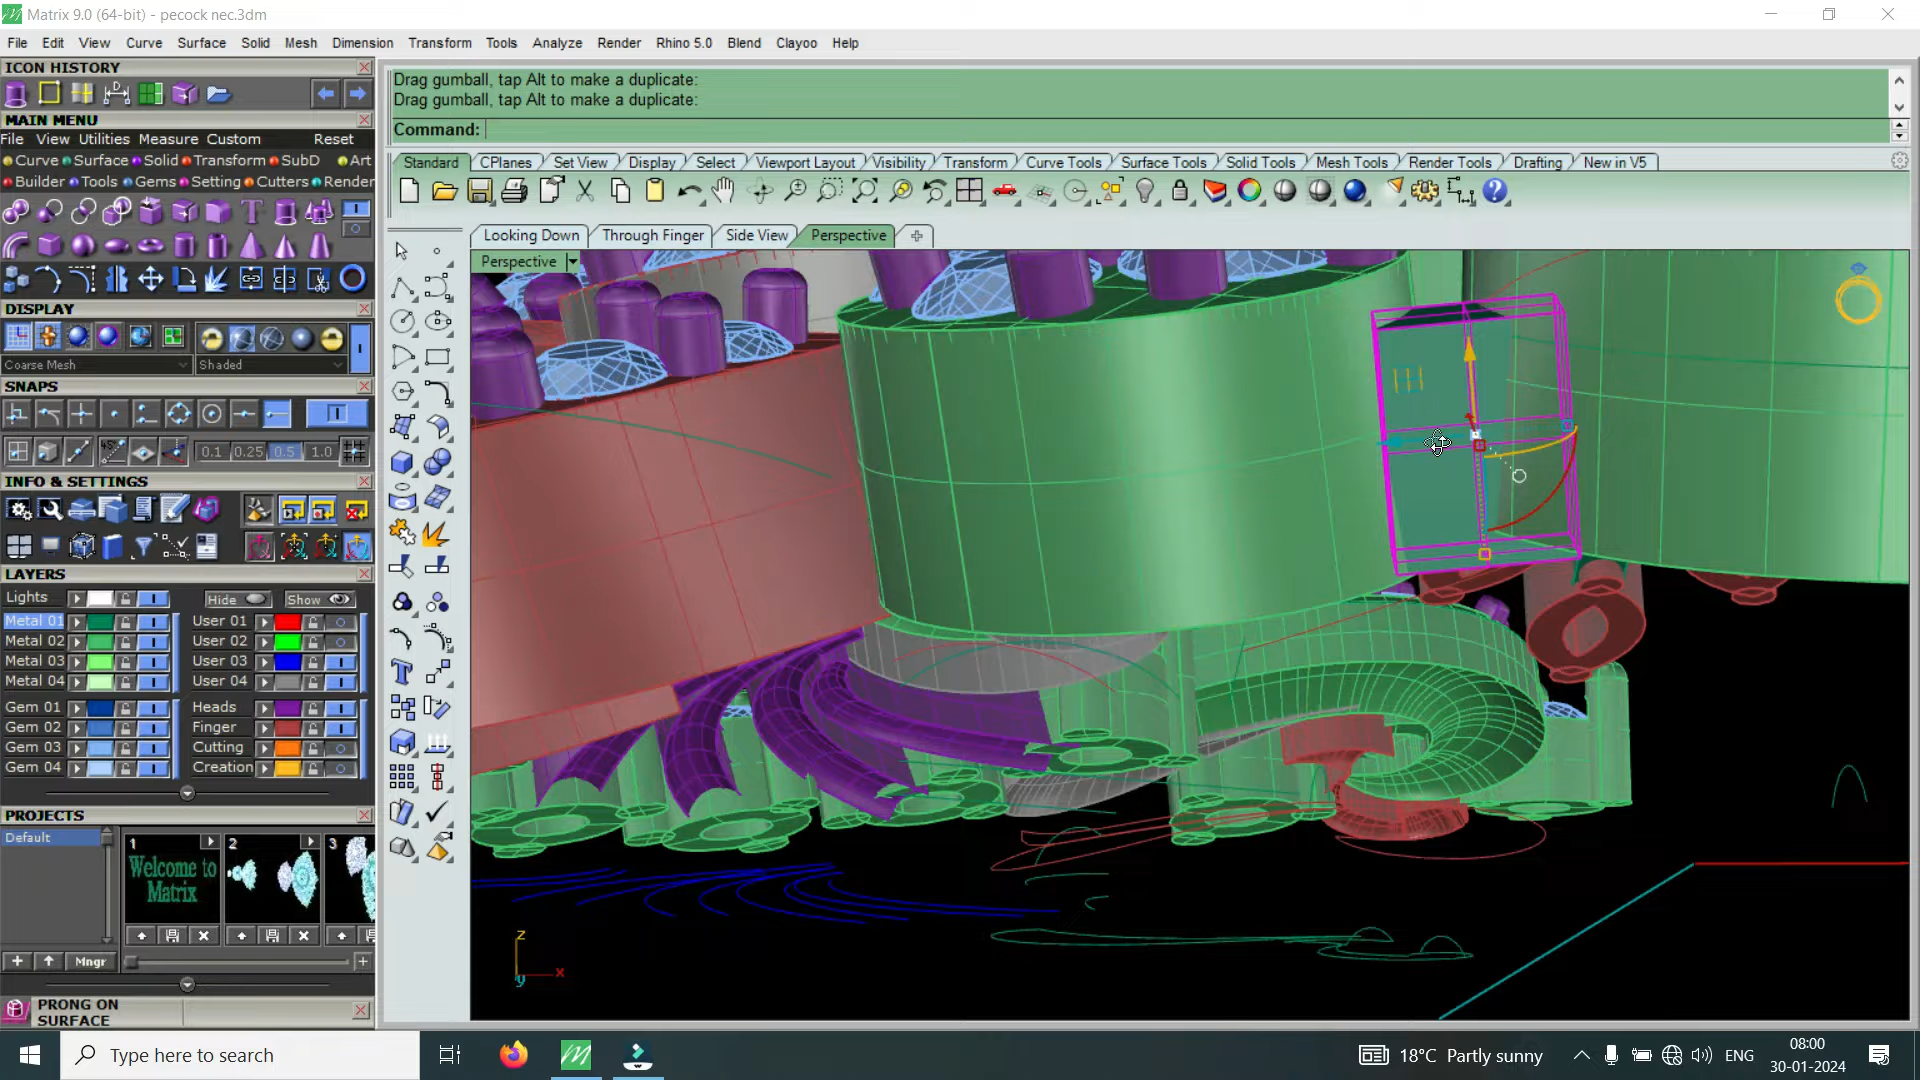 Matrix 9.0 (64-bit) - pecock nec.3dm
File Edit View Curve Surface Solid Mesh Dimension Transform Tools Analyze Render Rhino 5.0 Blend Clayoo Help
ICON HISTORY
MAIN MENU
File View Utilities Measure Custom Reset
Curve Surface Solid Transform SubD Art
Builder Tools Gems Setting Cutters Render
DISPLAY
Coarse Mesh Shaded
SNAPS
0.1 0.25 0.5 1.0
INFO & SETTINGS
LAYERS
Lights Hide Show
Metal 01 User 01
Metal 02 User 02
Metal 03 User 03
Metal 04 User 04
Gem 01 Heads
Gem 02 Finger
Gem 03 Cutting
Gem 04 Creation
PROJECTS
Default
1 2 3
Welcome to
Matrix
Mngr
PRONG ON
SURFACE
Drag gumball, tap Alt to make a duplicate:
Drag gumball, tap Alt to make a duplicate:
Command:
Standard CPlanes Set View Display Select Viewport Layout Visibility Transform Curve Tools Surface Tools Solid Tools Mesh Tools Render Tools Drafting New in V5
Looking Down Through Finger Side View Perspective
Perspective
z
x
y
Type here to search
18°C Partly sunny
ENG
08:00
30-01-2024